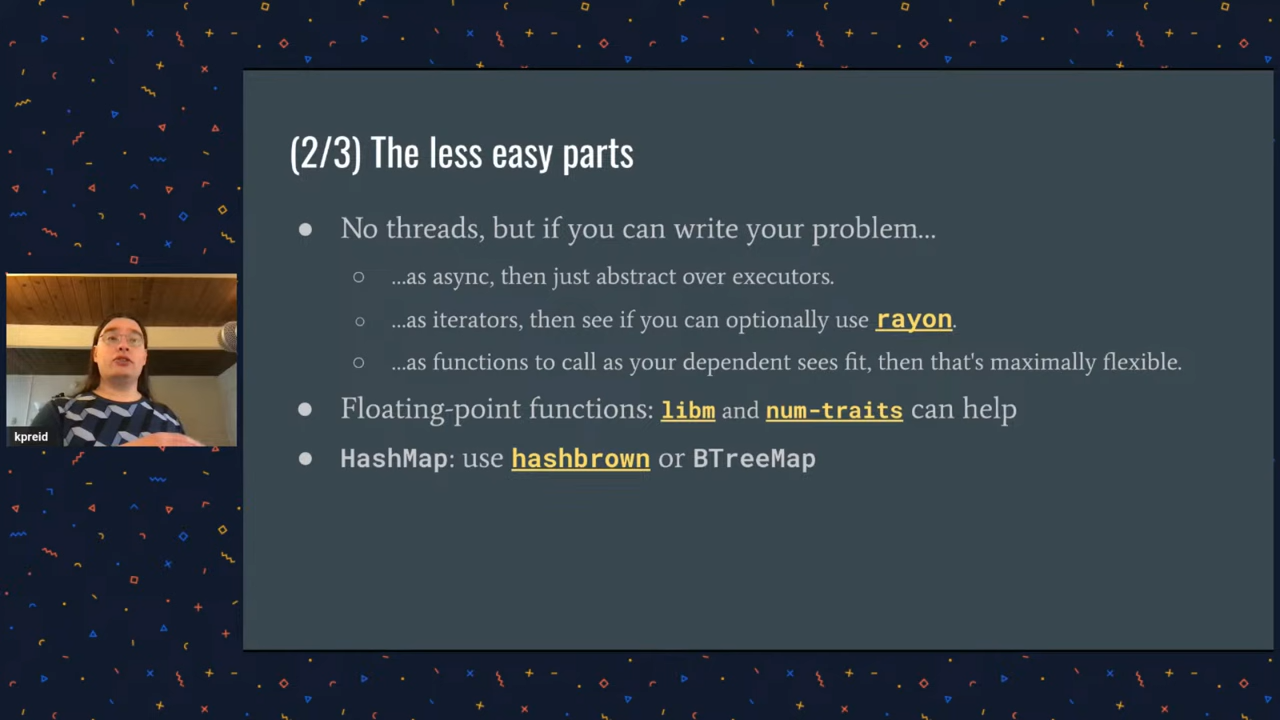 (2/3) The less easy parts
● No threads, but if you can write your problem...
○ ...as async, then just abstract over executors.
○ ...as iterators, then see if you can optionally use rayon.
○ ...as functions to call as your dependent sees fit, then that's maximally flexible.
● Floating-point functions: libm and num-traits can help
● HashMap: use hashbrown or BTreeMap
kpreid